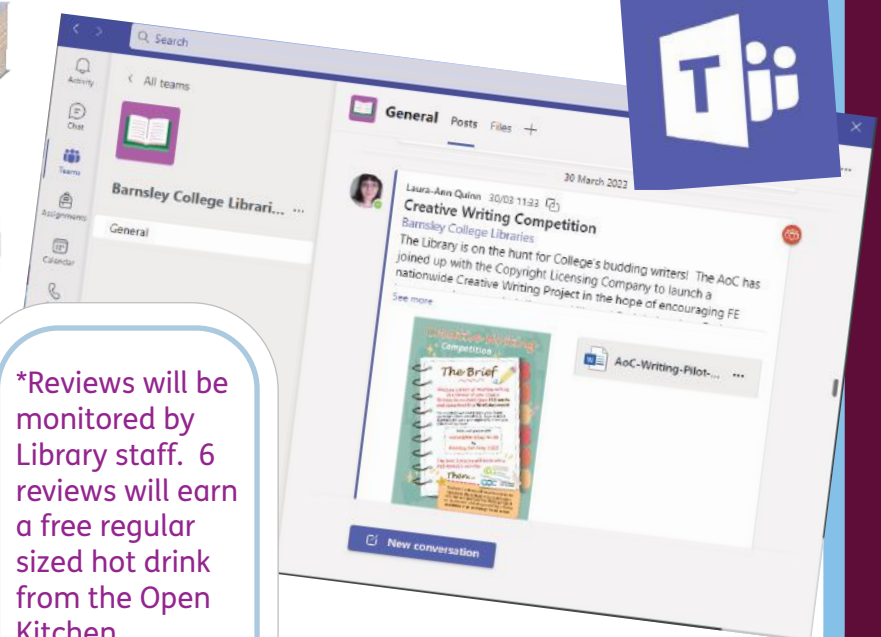 Search
Activity
Chat
Teams
Assignments
Calendar
All teams
Barnsley College Librari... ...
General
General Posts Files +
30 March 2023
Laura-Ann Quinn 30/03 11:33
Creative Writing Competition
Barnsley College Libraries
The Library is on the hunt for College's budding writers! The AoC has
joined up with the Copyright Licensing Company to launch a
nationwide Creative Writing Project in the hope of encouraging FE
See more
Creative Writing
Competition
The Brief
Then...
AoC-Writing-Pilot-... ...
New conversation
T
*Reviews will be
monitored by
Library staff. 6
reviews will earn
a free regular
sized hot drink
from the Open
Kitchen